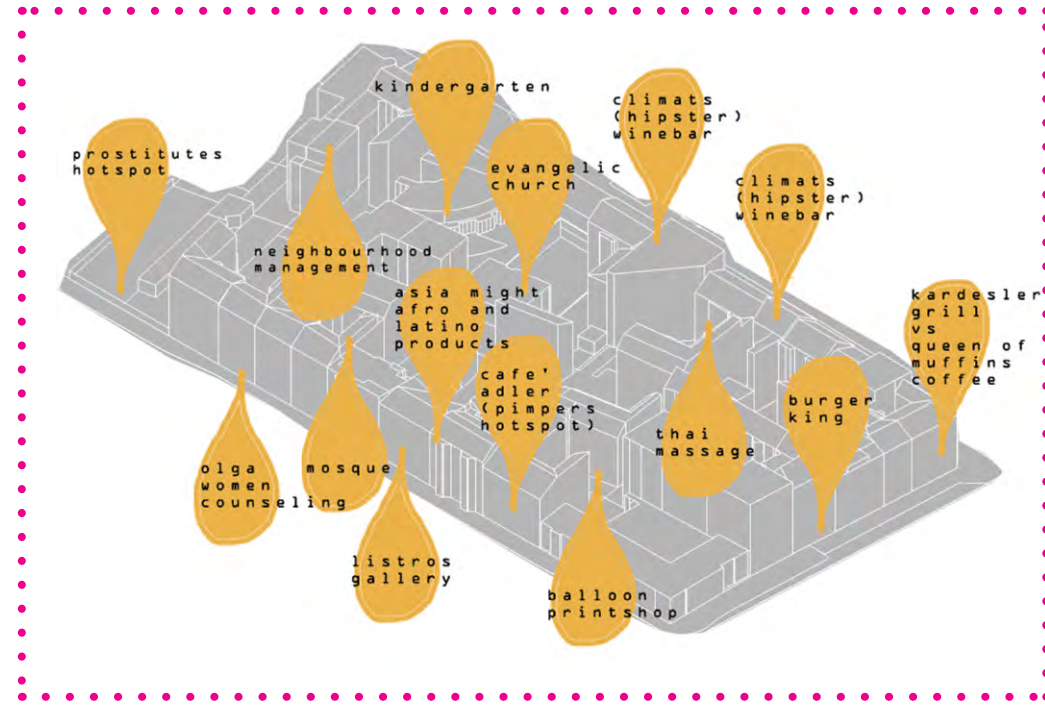 kindergarten
climats
(hipster)
winebar
prostitutes
hotspot
evangelic
church
climats
(hipster)
winebar
neighbourhood
management
asia might
afro and
latino
products
kardesler
grill
vs
queen of
muffins
coffee
cafe'
adler
(pimpers
hotspot)
burger
king
thai
massage
olga
women
counseling
mosque
listros
gallery
balloon
printshop